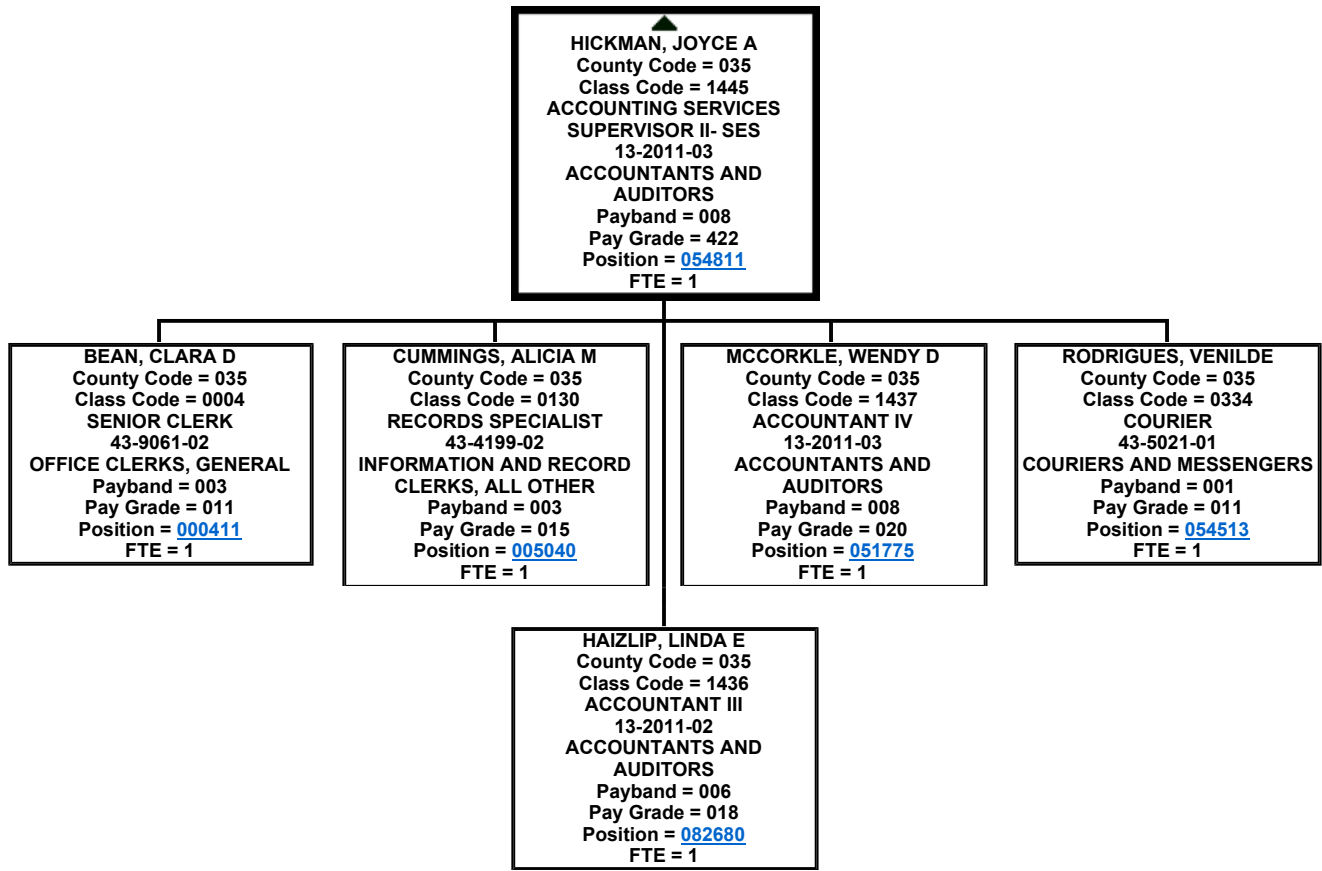 HICKMAN, JOYCE A
County Code = 035
Class Code = 1445
ACCOUNTING SERVICES
SUPERVISOR II- SES
13-2011-03
ACCOUNTANTS AND
AUDITORS
Payband = 008
Pay Grade = 422
Position = 054811
FTE = 1
BEAN, CLARA D
County Code = 035
Class Code = 0004
SENIOR CLERK
43-9061-02
OFFICE CLERKS, GENERAL
Payband = 003
Pay Grade = 011
Position = 000411
FTE = 1
CUMMINGS, ALICIA M
County Code = 035
Class Code = 0130
RECORDS SPECIALIST
43-4199-02
INFORMATION AND RECORD
CLERKS, ALL OTHER
Payband = 003
Pay Grade = 015
Position = 005040
FTE = 1
MCCORKLE, WENDY D
County Code = 035
Class Code = 1437
ACCOUNTANT IV
13-2011-03
ACCOUNTANTS AND
AUDITORS
Payband = 008
Pay Grade = 020
Position = 051775
FTE = 1
RODRIGUES, VENILDE
County Code = 035
Class Code = 0334
COURIER
43-5021-01
COURIERS AND MESSENGERS
Payband = 001
Pay Grade = 011
Position = 054513
FTE = 1
HAIZLIP, LINDA E
County Code = 035
Class Code = 1436
ACCOUNTANT III
13-2011-02
ACCOUNTANTS AND
AUDITORS
Payband = 006
Pay Grade = 018
Position = 082680
FTE = 1